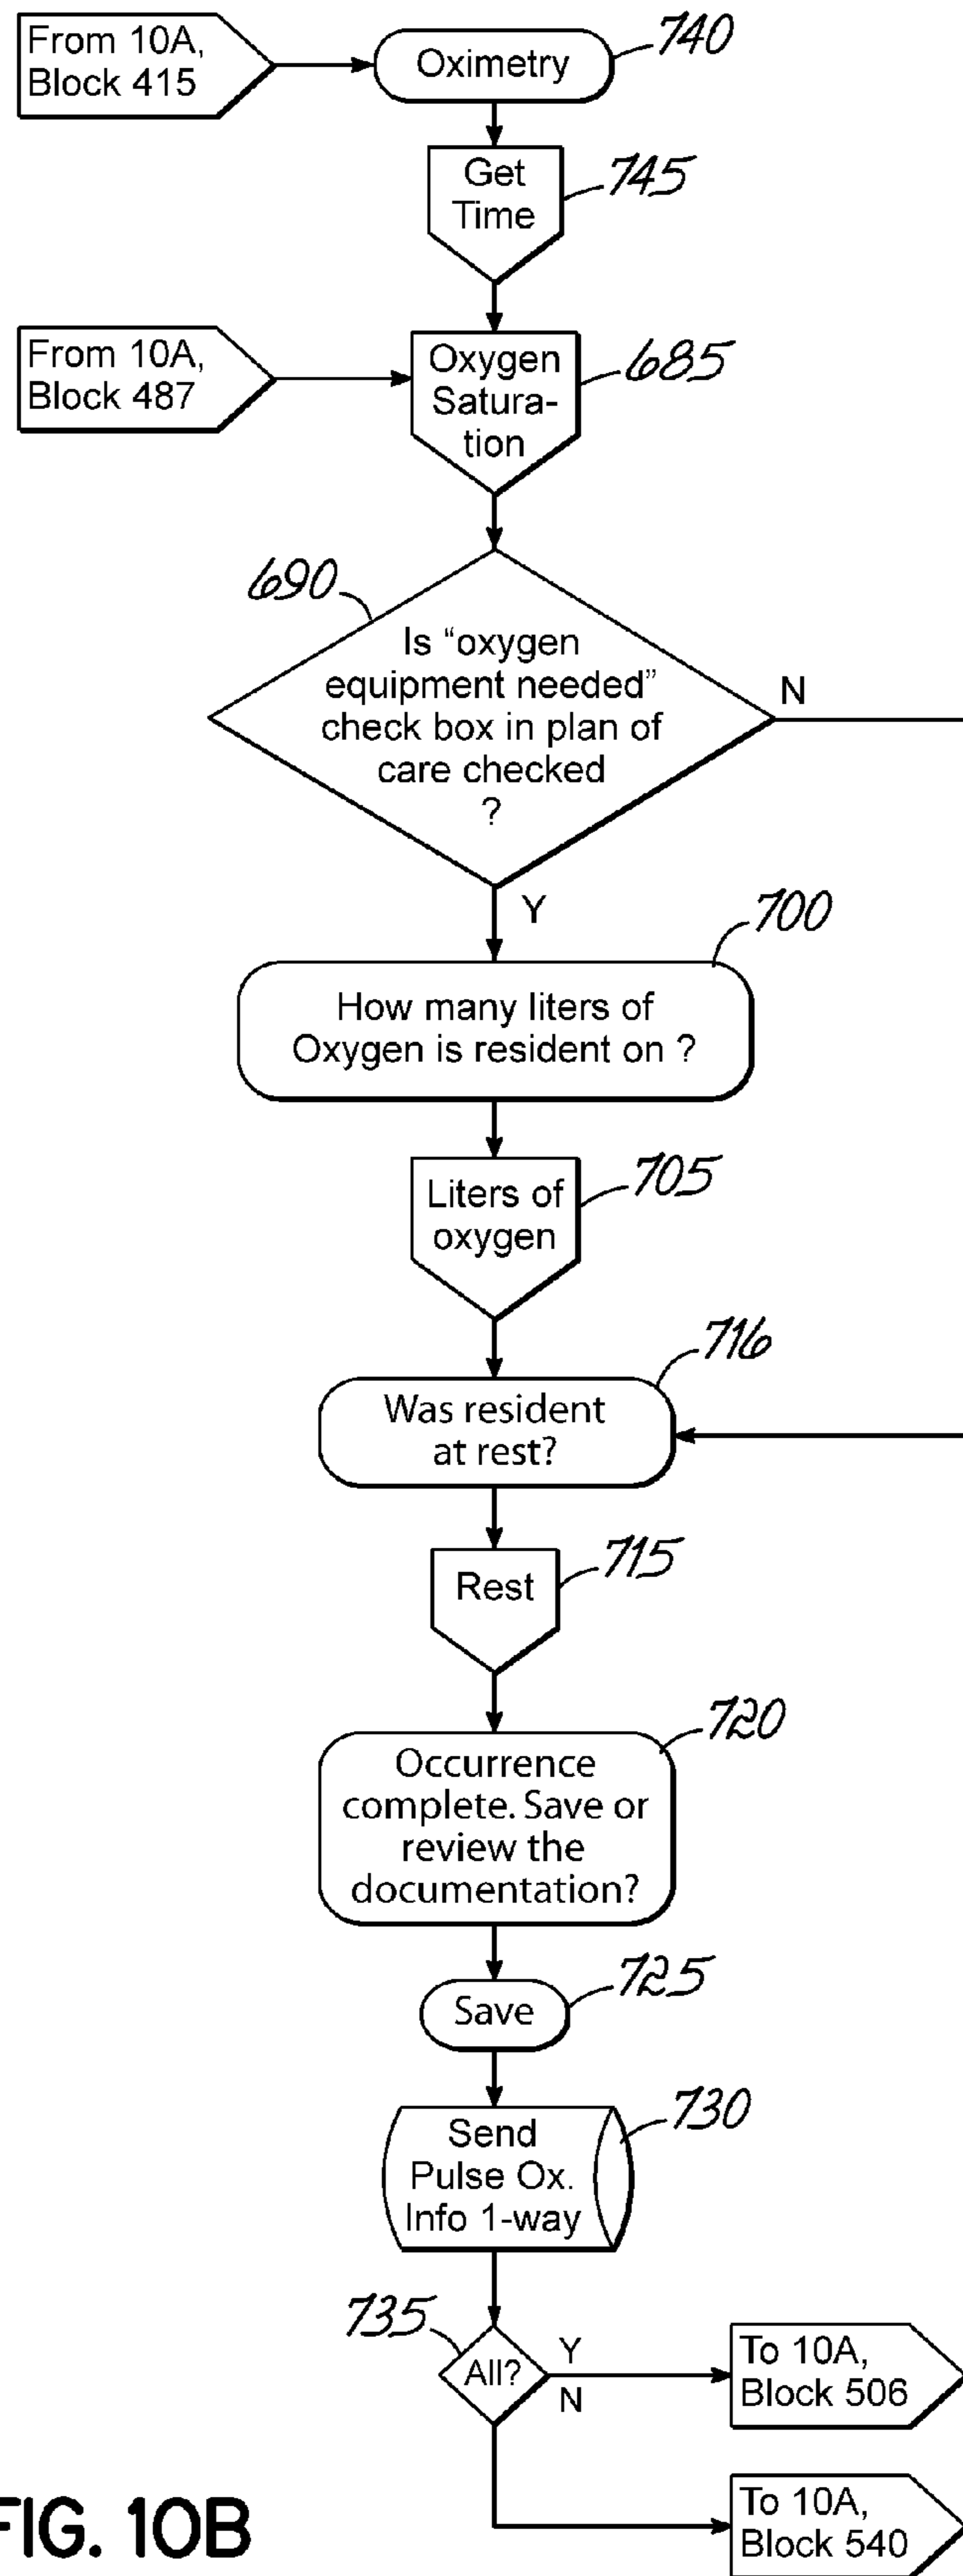 From 10A,
Block 415
Oximetry
740
Get
Time
745
From 10A,
Block 487
Oxygen
Satura-
tion
685
690
Is “oxygen
equipment needed”
check box in plan of
care checked
?
N
Y
700
How many liters of
Oxygen is resident on ?
Liters of
oxygen
705
716
Was resident
at rest?
Rest
715
720
Occurrence
complete. Save or
review the
documentation?
Save
725
Send
Pulse Ox.
Info 1-way
730
735
All?
Y
N
To 10A,
Block 506
To 10A,
Block 540
FIG. 10B